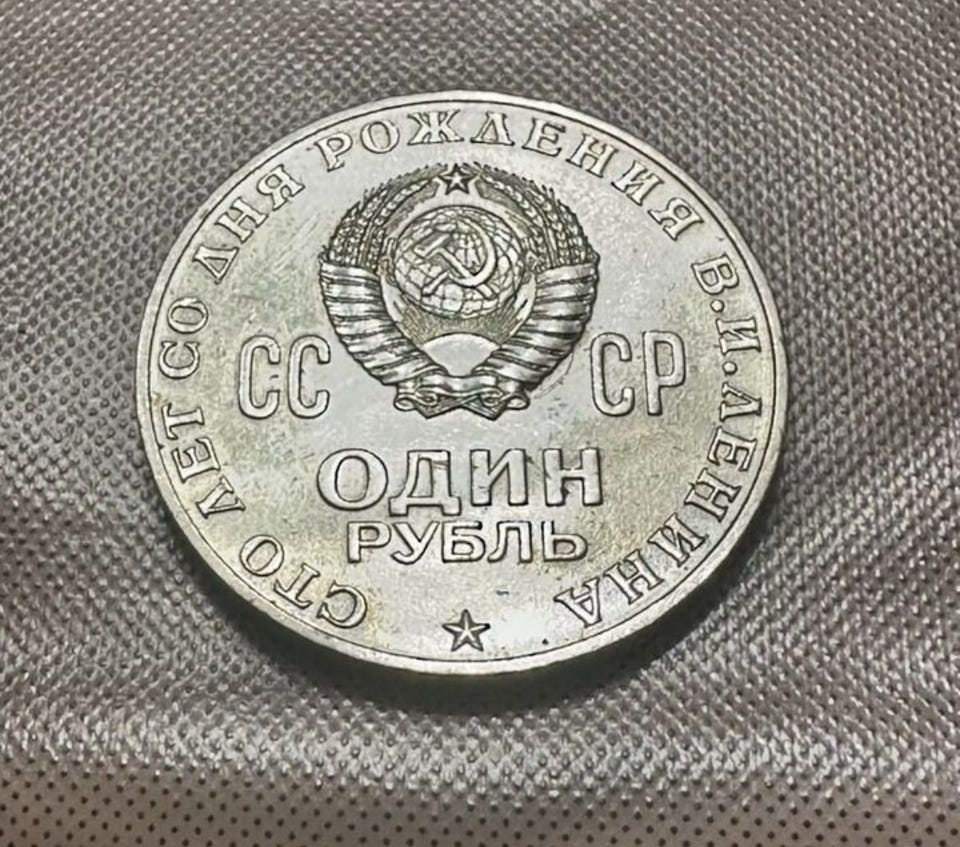 СТО ЛЕТ СО ДНЯ РОЖДЕНИЯ В.И.ЛЕНИНА
СС СР
ОДИН
РУБЛЬ